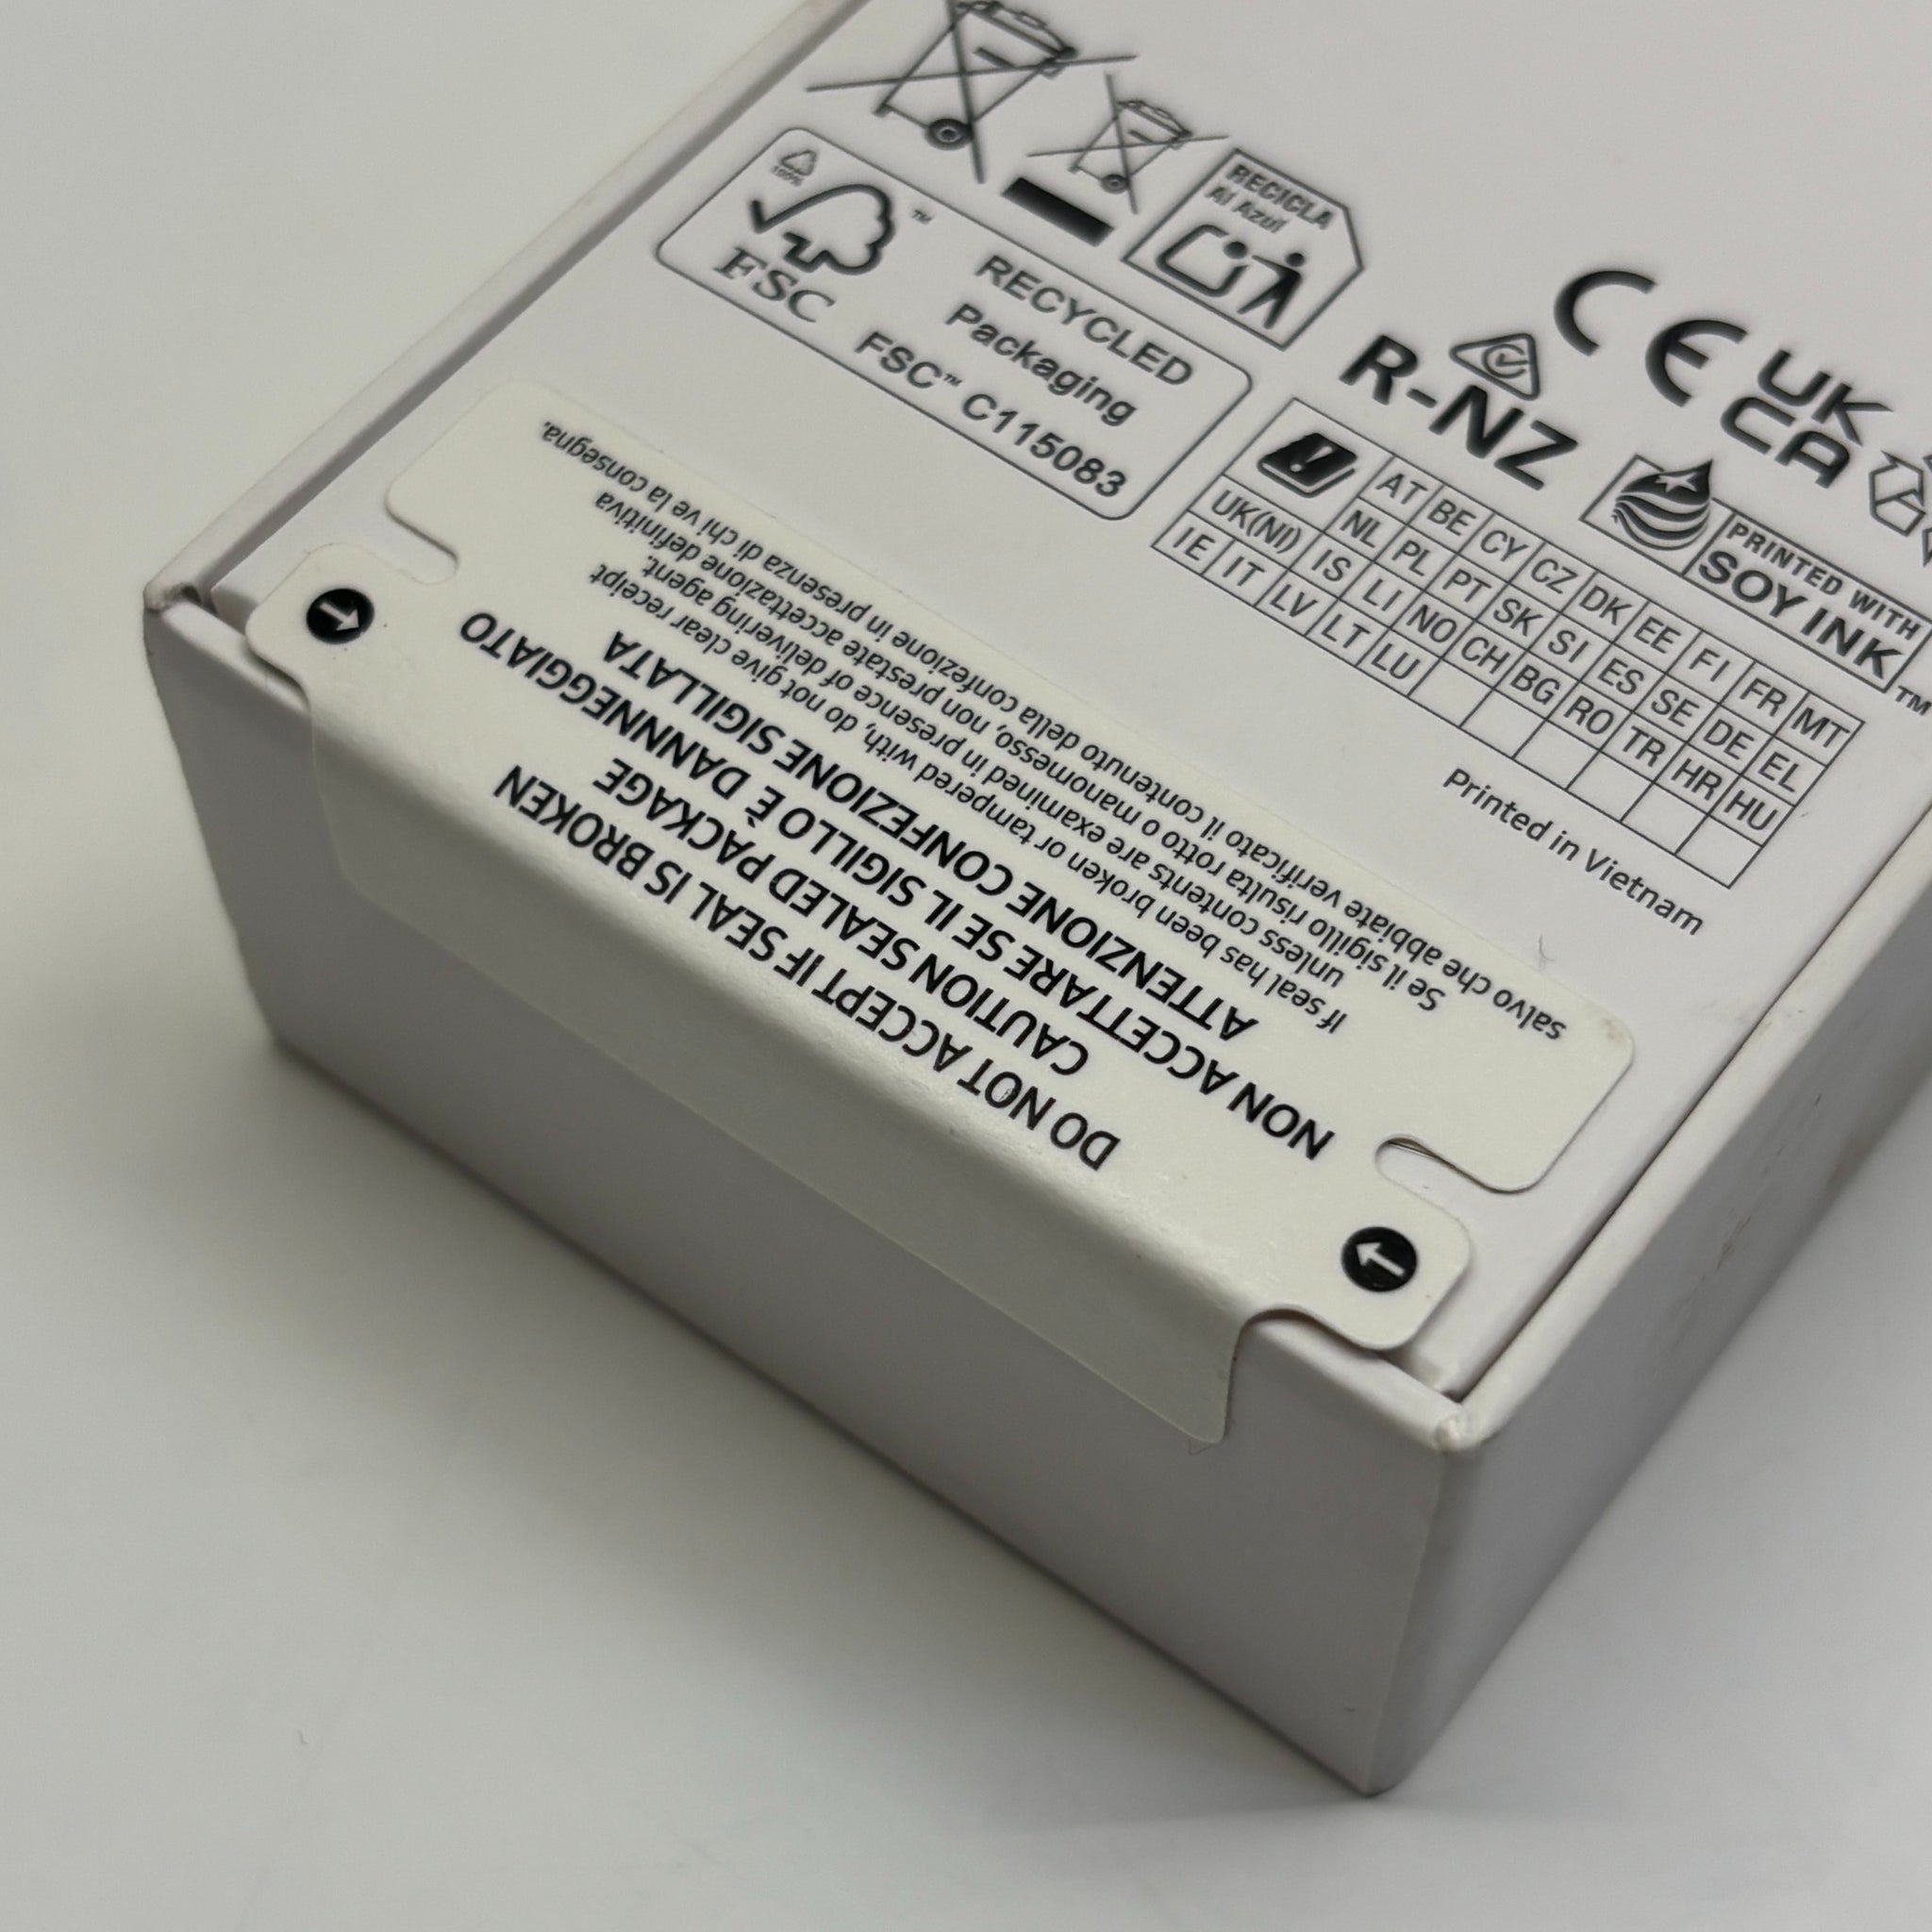 RECICLA
Al Azul
100%
™
FSC
RECYCLED
Packaging
FSC™ C115083
CE
UK
CA
R-NZ
PRINTED WITH
SOY INK™
AT BE CY CZ DK EE FI FR MT
NL PL PT SK SI ES SE DE EL
UK(NI) IS LI NO CH BG RO TR HR HU
IE IT LV LT LU
Printed in Vietnam
DO NOT ACCEPT IF SEAL IS BROKEN
CAUTION SEALED PACKAGE
NON ACCETTARE SE IL SIGILLO È DANNEGGIATO
ATTENZIONE CONFEZIONE SIGILLATA
If seal has been broken or tampered with, do not give clear receipt
unless contents are examined in presence of delivering agent.
Se il sigillo risulta rotto o manomesso, non prestate accettazione definitiva
salvo che abbiate verificato il contenuto della confezione in presenza di chi ve la consegna.